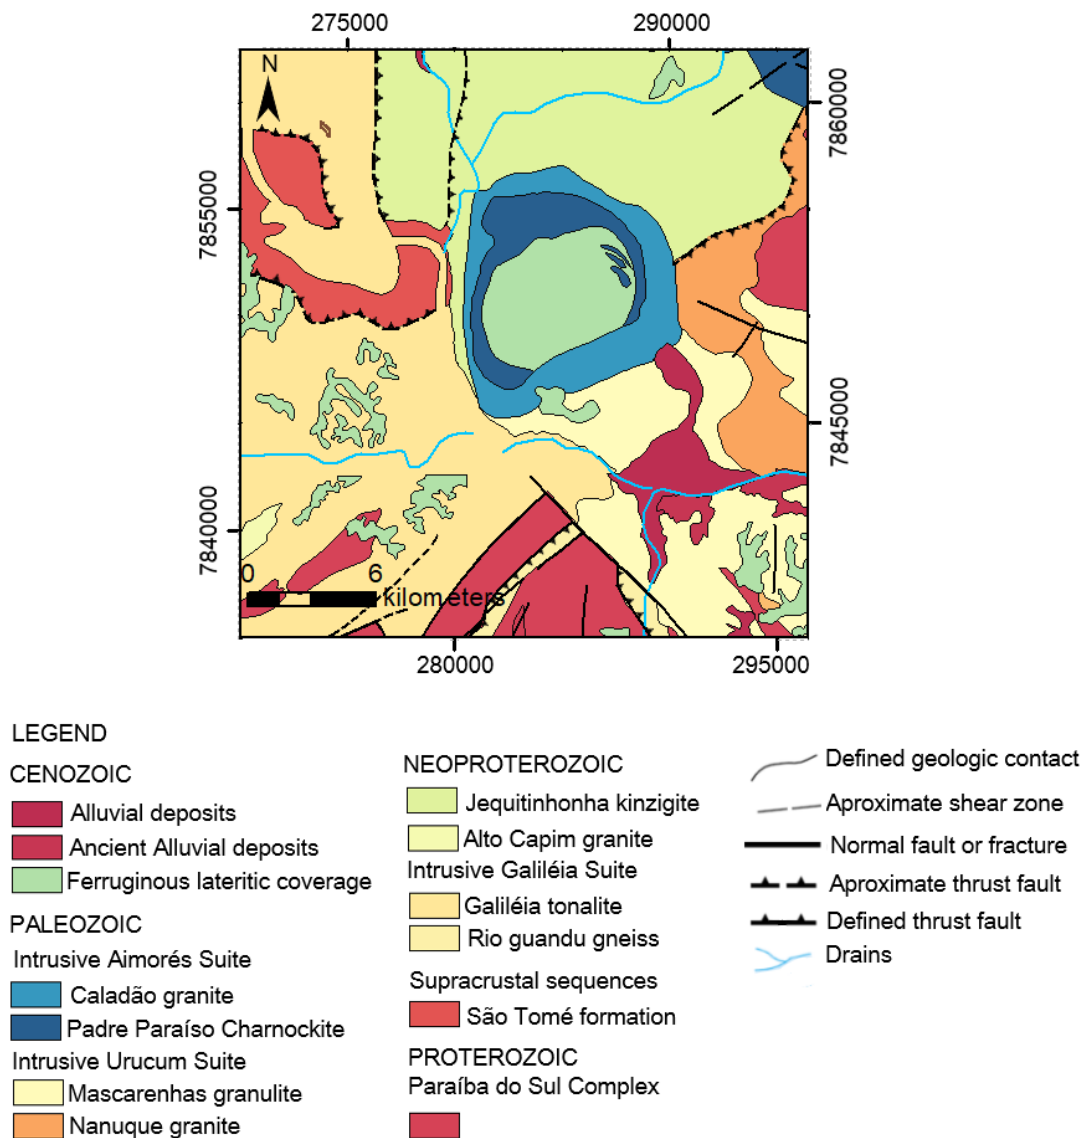 275000 290000
N
7860000
7855000
7845000
7840000
0 6
kilometers
280000 295000
LEGEND
CENOZOIC
Alluvial deposits
Ancient Alluvial deposits
Ferruginous lateritic coverage
PALEOZOIC
Intrusive Aimorés Suite
Caladão granite
Padre Paraíso Charnockite
Intrusive Urucum Suite
Mascarenhas granulite
Nanuque granite
NEOPROTEROZOIC
Jequitinhonha kinzigite
Alto Capim granite
Intrusive Galiléia Suite
Galiléia tonalite
Rio guandu gneiss
Supracrustal sequences
São Tomé formation
PROTEROZOIC
Paraíba do Sul Complex
Defined geologic contact
Aproximate shear zone
Normal fault or fracture
Aproximate thrust fault
Defined thrust fault
Drains